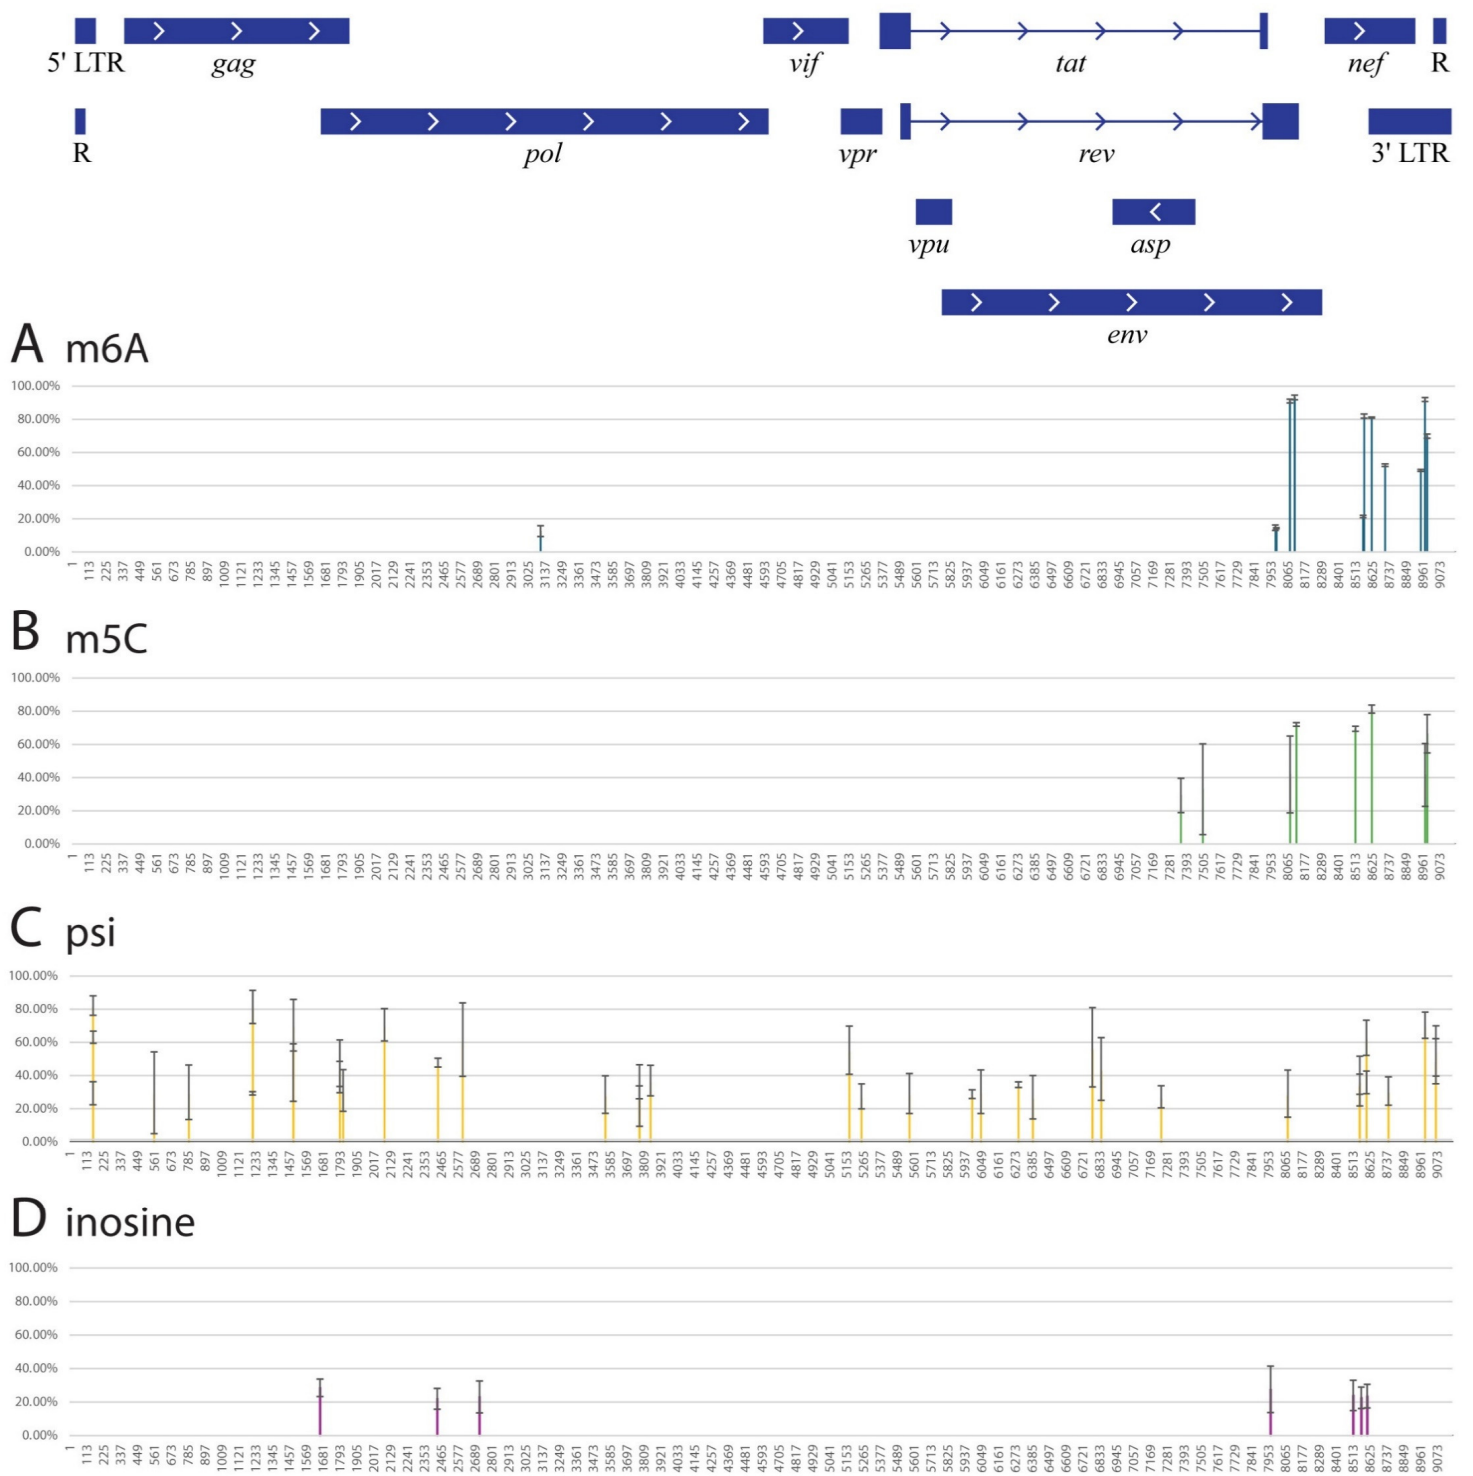 5' LTR gag vif tat nef R
R pol vpr rev 3' LTR
vpu asp
env
A m6A
100.00%
80.00%
60.00%
40.00%
20.00%
0.00%
1 113 225 337 449 561 673 785 897 1009 1121 1233 1345 1457 1569 1681 1793 1905 2017 2129 2241 2353 2465 2577 2689 2801 2913 3025 3137 3249 3361 3473 3585 3697 3809 3921 4033 4145 4257 4369 4481 4593 4705 4817 4929 5041 5153 5265 5377 5489 5601 5713 5825 5937 6049 6161 6273 6385 6497 6609 6721 6833 6945 7057 7169 7281 7393 7505 7617 7729 7841 7953 8065 8177 8289 8401 8513 8625 8737 8849 8961 9073
B m5C
100.00%
80.00%
60.00%
40.00%
20.00%
0.00%
1 113 225 337 449 561 673 785 897 1009 1121 1233 1345 1457 1569 1681 1793 1905 2017 2129 2241 2353 2465 2577 2689 2801 2913 3025 3137 3249 3361 3473 3585 3697 3809 3921 4033 4145 4257 4369 4481 4593 4705 4817 4929 5041 5153 5265 5377 5489 5601 5713 5825 5937 6049 6161 6273 6385 6497 6609 6721 6833 6945 7057 7169 7281 7393 7505 7617 7729 7841 7953 8065 8177 8289 8401 8513 8625 8737 8849 8961 9073
C psi
100.00%
80.00%
60.00%
40.00%
20.00%
0.00%
1 113 225 337 449 561 673 785 897 1009 1121 1233 1345 1457 1569 1681 1793 1905 2017 2129 2241 2353 2465 2577 2689 2801 2913 3025 3137 3249 3361 3473 3585 3697 3809 3921 4033 4145 4257 4369 4481 4593 4705 4817 4929 5041 5153 5265 5377 5489 5601 5713 5825 5937 6049 6161 6273 6385 6497 6609 6721 6833 6945 7057 7169 7281 7393 7505 7617 7729 7841 7953 8065 8177 8289 8401 8513 8625 8737 8849 8961 9073
D inosine
100.00%
80.00%
60.00%
40.00%
20.00%
0.00%
1 113 225 337 449 561 673 785 897 1009 1121 1233 1345 1457 1569 1681 1793 1905 2017 2129 2241 2353 2465 2577 2689 2801 2913 3025 3137 3249 3361 3473 3585 3697 3809 3921 4033 4145 4257 4369 4481 4593 4705 4817 4929 5041 5153 5265 5377 5489 5601 5713 5825 5937 6049 6161 6273 6385 6497 6609 6721 6833 6945 7057 7169 7281 7393 7505 7617 7729 7841 7953 8065 8177 8289 8401 8513 8625 8737 8849 8961 9073